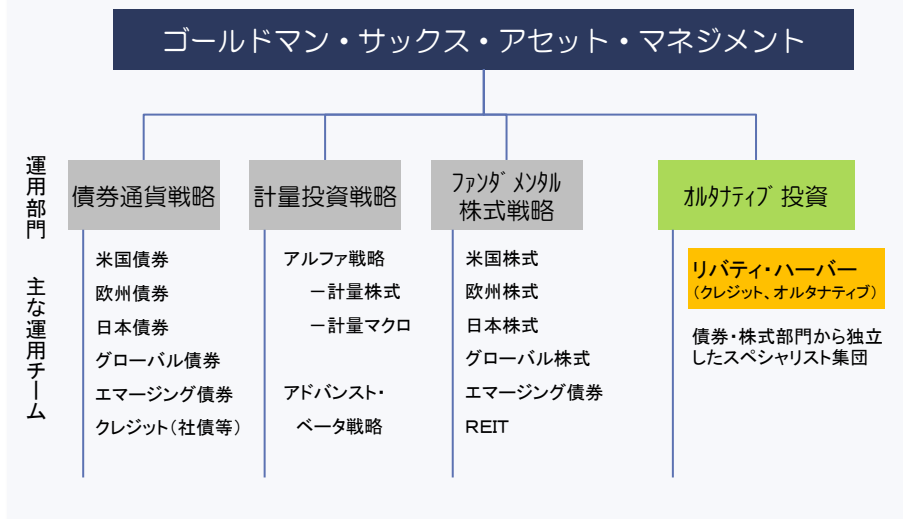 ゴールドマン・サックス・アセット・マネジメント
運用部門
債券通貨戦略
計量投資戦略
ﾌｧﾝﾀﾞﾒﾝﾀﾙ
株式戦略
ｵﾙﾀﾅﾃｨﾌﾞ 投資
主な運用チーム
米国債券
欧州債券
日本債券
グローバル債券
エマージング債券
クレジット（社債等）
アルファ戦略
－計量株式
－計量マクロ
アドバンスト・
ベータ戦略
米国株式
欧州株式
日本株式
グローバル株式
エマージング債券
ＲＥＩＴ
リバティ・ハーバー
（クレジット、オルタナティブ）
債券・株式部門から独立
したスペシャリスト集団